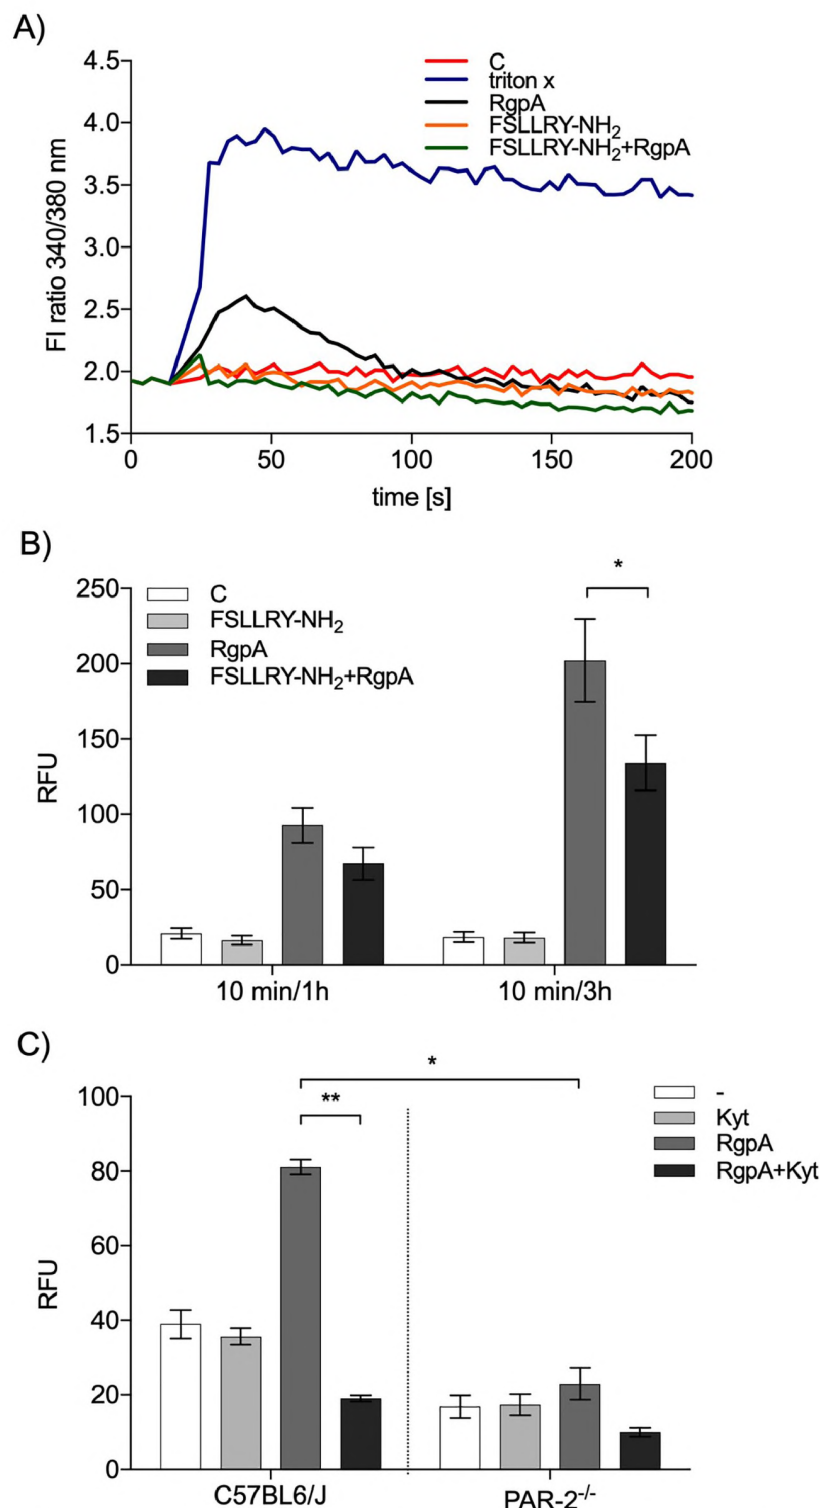 A)
4.5
4.0
3.5
3.0
2.5
2.0
1.5
FI ratio 340/380 nm
C
triton x
RgpA
FSLLRY-NH2
FSLLRY-NH2+RgpA
0 50 100 150 200
time [s]
B)
250
200
150
100
50
0
RFU
C
FSLLRY-NH2
RgpA
FSLLRY-NH2+RgpA
*
10 min/1h 10 min/3h
C)
100
80
60
40
20
0
RFU
*
**
-
Kyt
RgpA
RgpA+Kyt
C57BL6/J PAR-2-/-